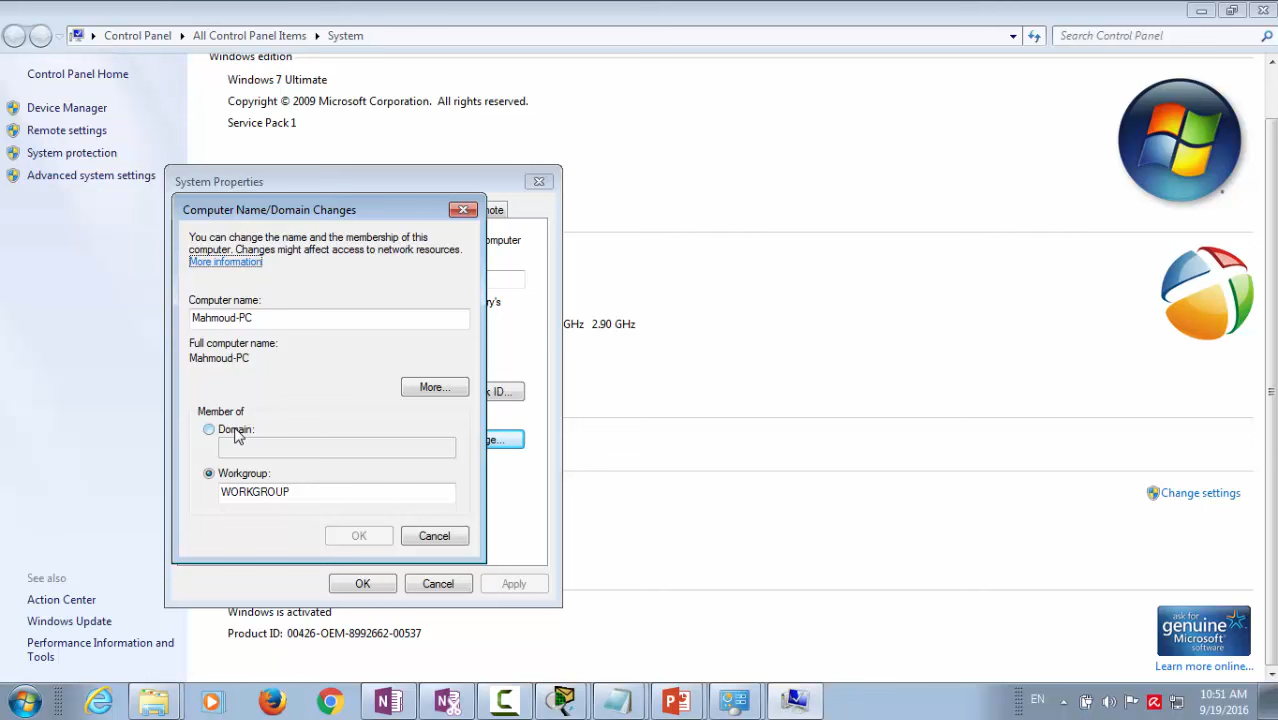 Control Panel
All Control Panel Items
System
Search Control Panel
Control Panel Home
Device Manager
Remote settings
System protection
Advanced system settings
See also
Action Center
Windows Update
Performance Information and
Tools
Windows edition
Windows 7 Ultimate
Copyright © 2009 Microsoft Corporation. All rights reserved.
Service Pack 1
GHz 2.90 GHz
Change settings
System Properties
Computer Name/Domain Changes
You can change the name and the membership of this
computer. Changes might affect access to network resources.
More information
Computer name:
Mahmoud-PC
Full computer name:
Mahmoud-PC
More...
Member of
Domain:
Workgroup:
WORKGROUP
OK Cancel
OK Cancel Apply
Windows is activated
Product ID: 00426-OEM-8992662-00537
ask for
genuine
Microsoft
software
Learn more online...
EN
10:51 AM
9/19/2016